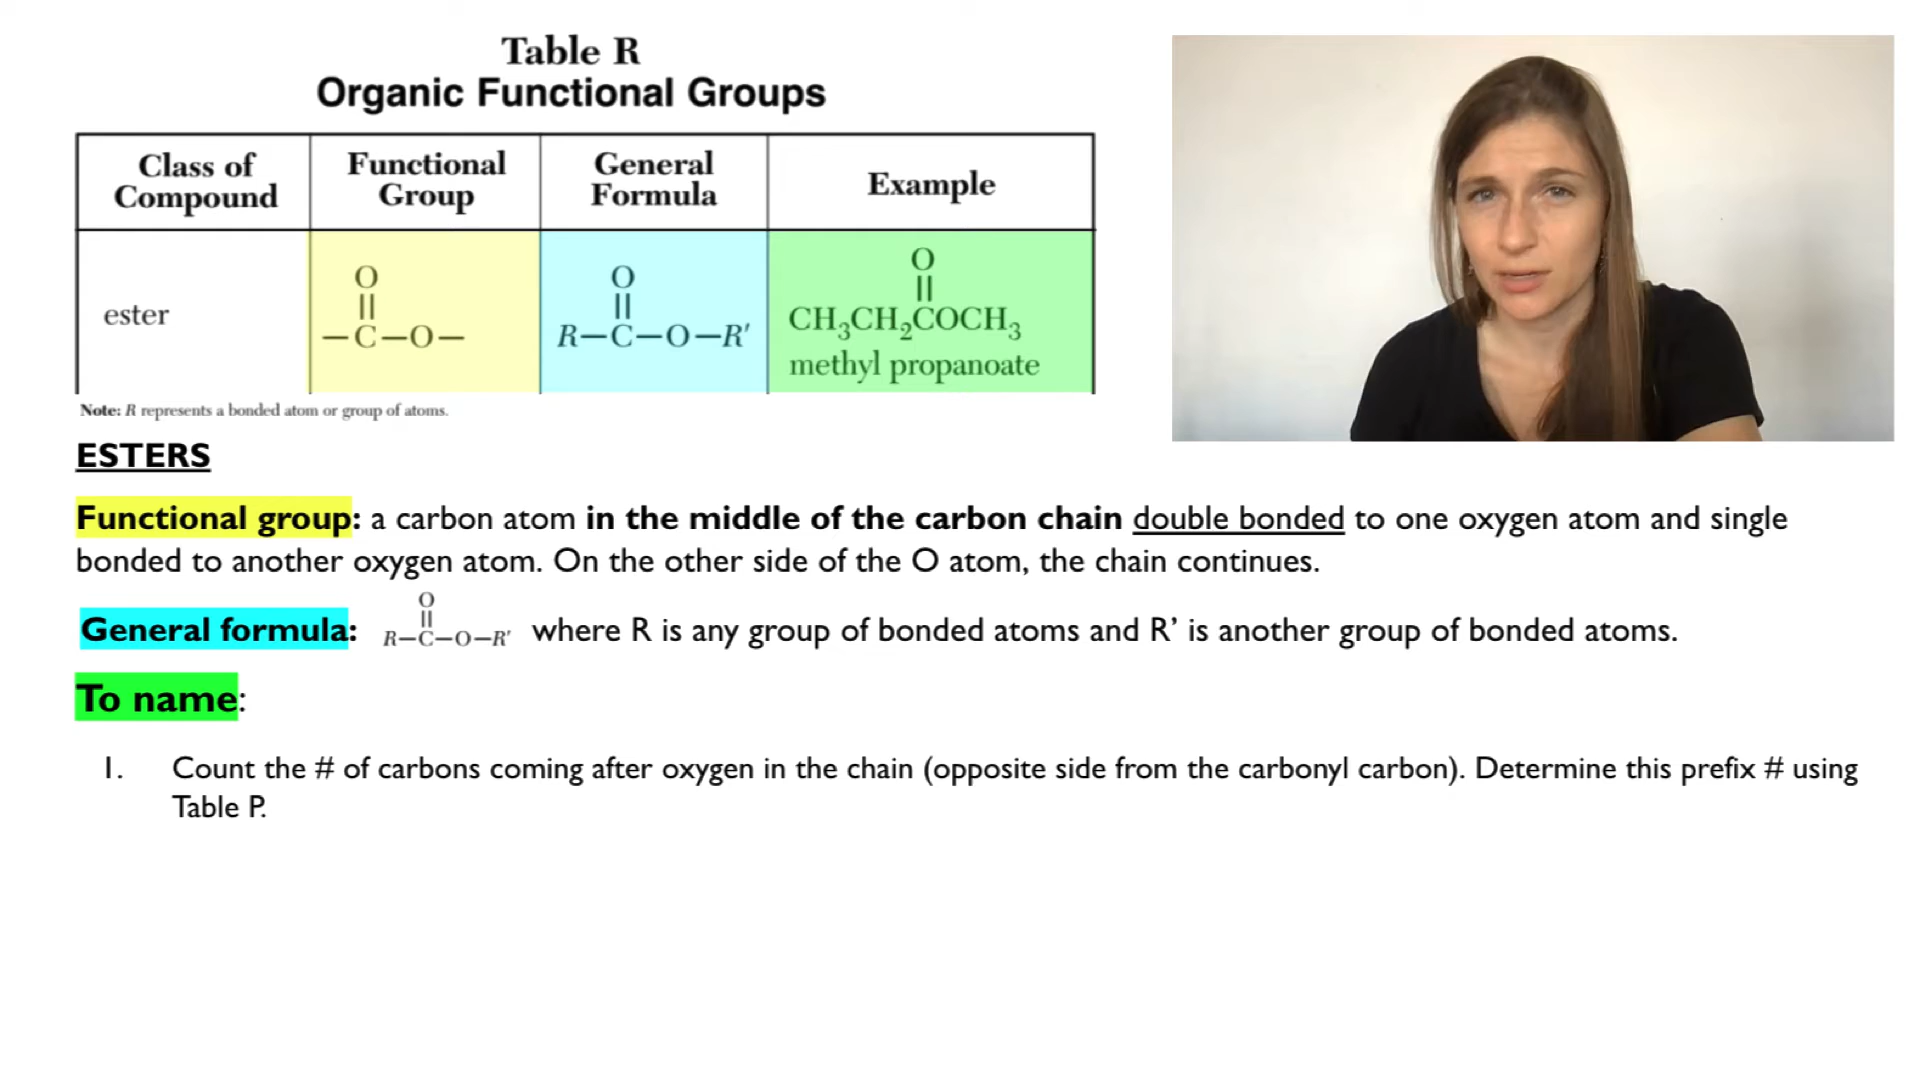 Table R
Organic Functional Groups
Class of Compound Functional Group General Formula Example
O O O
|| || ||
ester —C—O— R—C—O—R′ CH₃CH₂COCH₃
methyl propanoate
Note: R represents a bonded atom or group of atoms.
ESTERS
Functional group: a carbon atom in the middle of the carbon chain double bonded to one oxygen atom and single
bonded to another oxygen atom. On the other side of the O atom, the chain continues.
O
||
General formula: R—C—O—R′ where R is any group of bonded atoms and R’ is another group of bonded atoms.
To name:
1. Count the # of carbons coming after oxygen in the chain (opposite side from the carbonyl carbon). Determine this prefix # using
Table P.